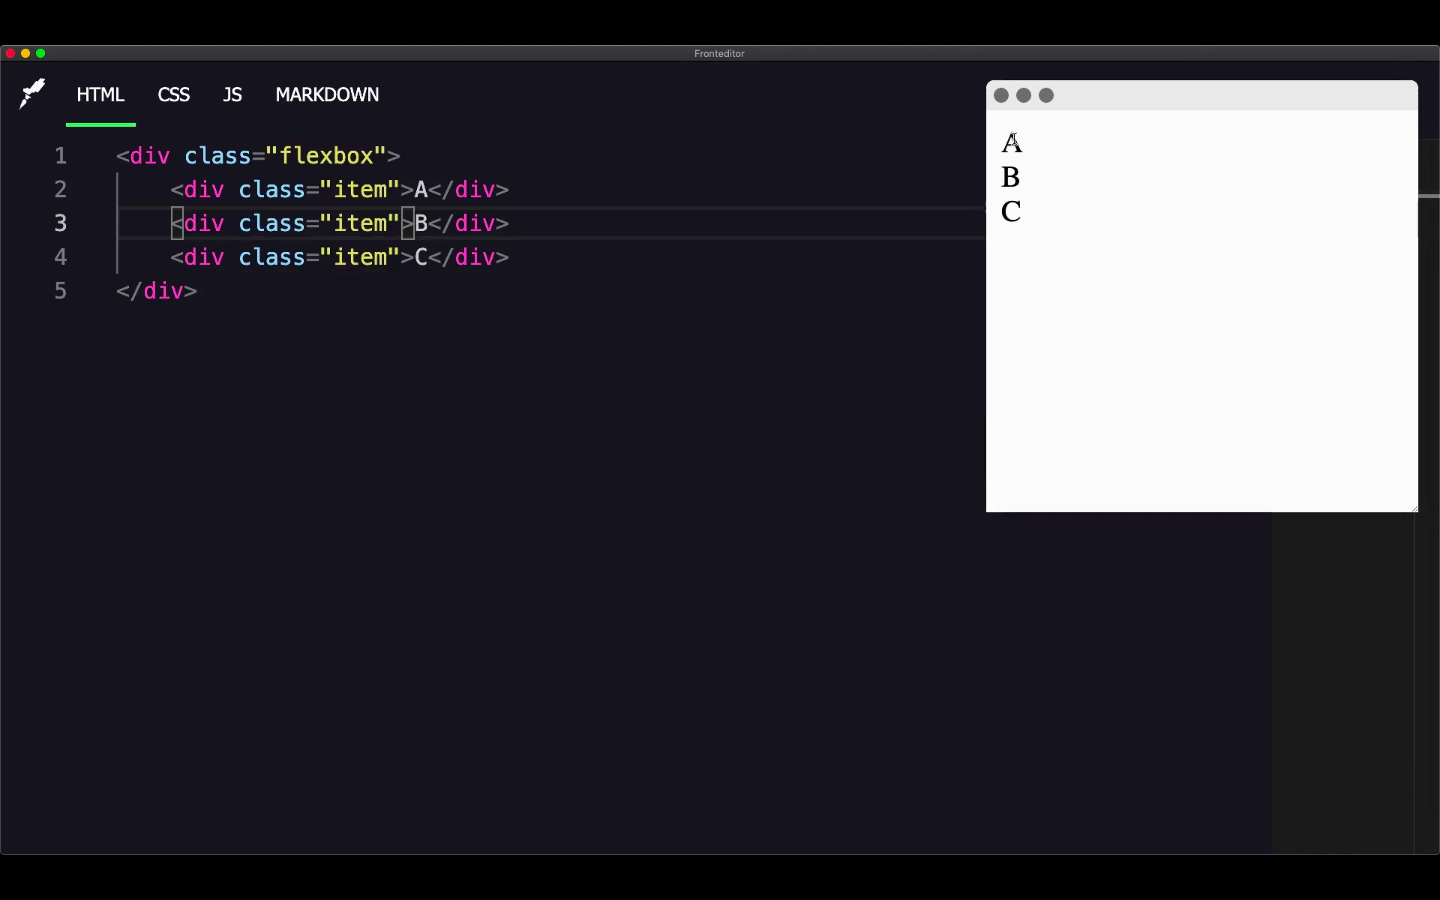 Fronteditor
HTML CSS JS MARKDOWN
1 <div class="flexbox">
2 <div class="item">A</div>
3 <div class="item">B</div>
4 <div class="item">C</div>
5 </div>
A
B
C